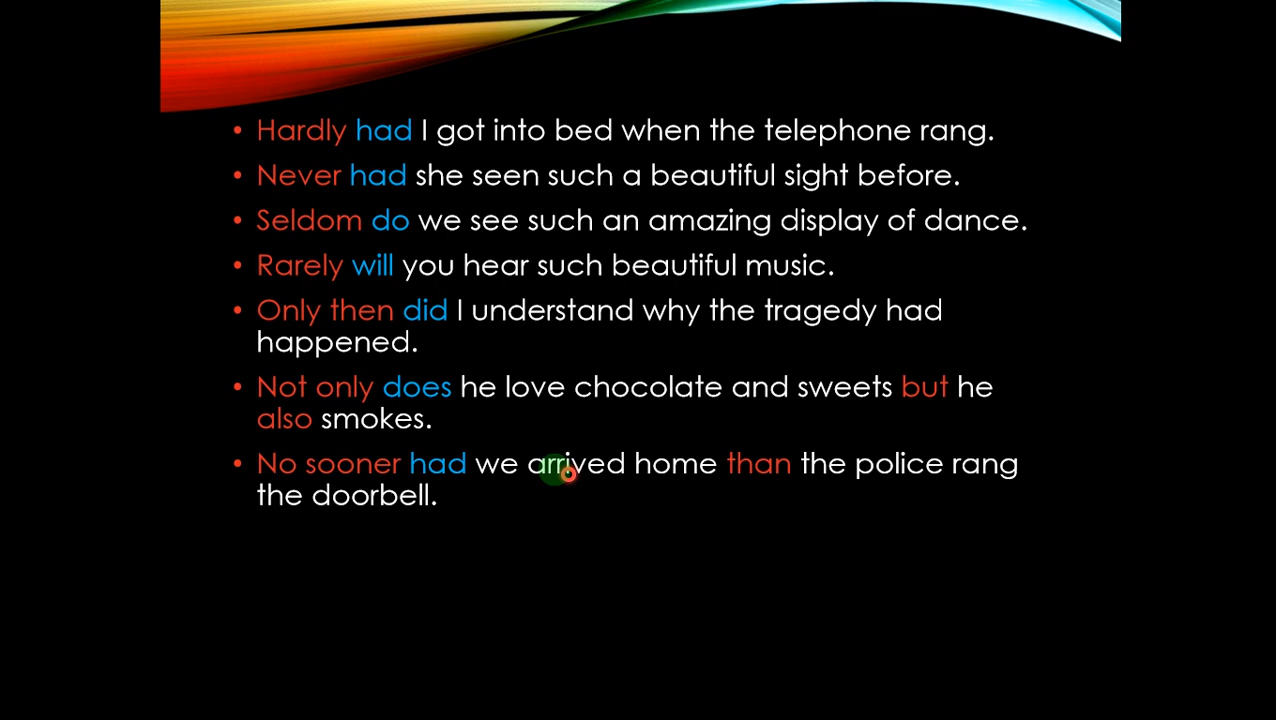 • Hardly had I got into bed when the telephone rang.
• Never had she seen such a beautiful sight before.
• Seldom do we see such an amazing display of dance.
• Rarely will you hear such beautiful music.
• Only then did I understand why the tragedy had
happened.
• Not only does he love chocolate and sweets but he
also smokes.
• No sooner had we arrived home than the police rang
the doorbell.